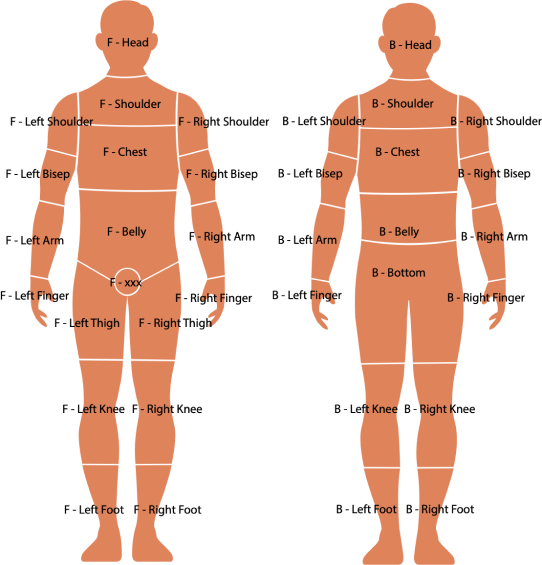 F - Head
F - Shoulder
F - Left Shoulder
F - Right Shoulder
F - Chest
F - Left Bisep
F - Right Bisep
F - Belly
F - Left Arm
F - Right Arm
F - xxx
F - Left Finger
F - Right Finger
F - Left Thigh
F - Right Thigh
F - Left Knee
F - Right Knee
F - Left Foot
F - Right Foot
B - Head
B - Shoulder
B - Left Shoulder
B - Right Shoulder
B - Chest
B - Left Bisep
B - Right Bisep
B - Belly
B - Left Arm
B - Right Arm
B - Bottom
B - Left Finger
B - Right Finger
B - Left Knee
B - Right Knee
B - Left Foot
B - Right Foot